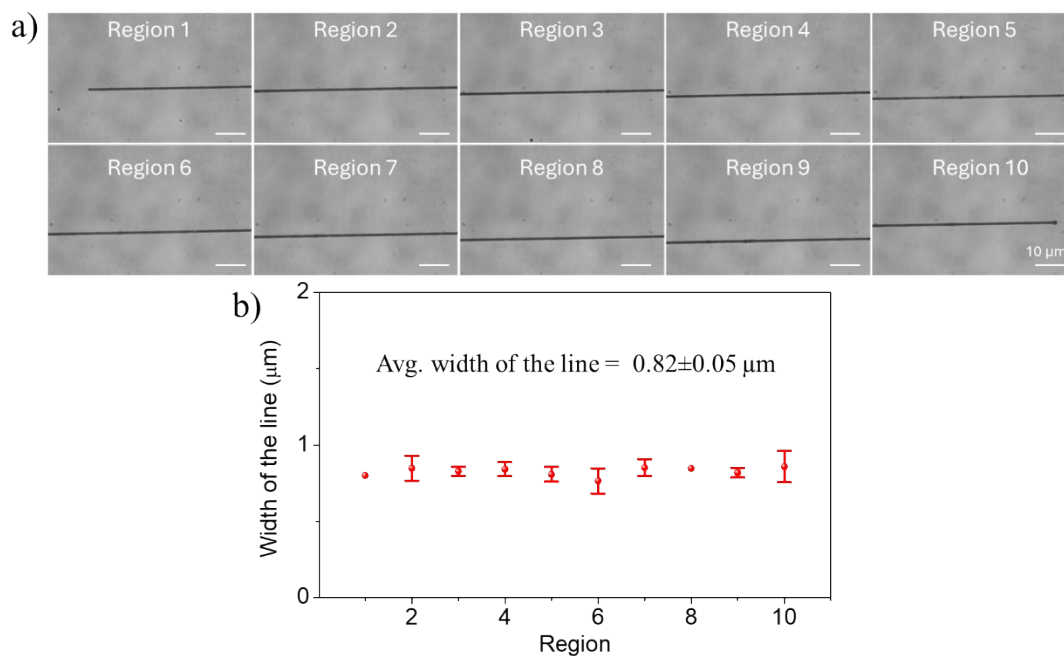 a)
Region 1
Region 2
Region 3
Region 4
Region 5
Region 6
Region 7
Region 8
Region 9
Region 10
10 µm
b)
2
Avg. width of the line = 0.82±0.05 µm
Width of the line (µm)
1
0
2
4
6
8
10
Region